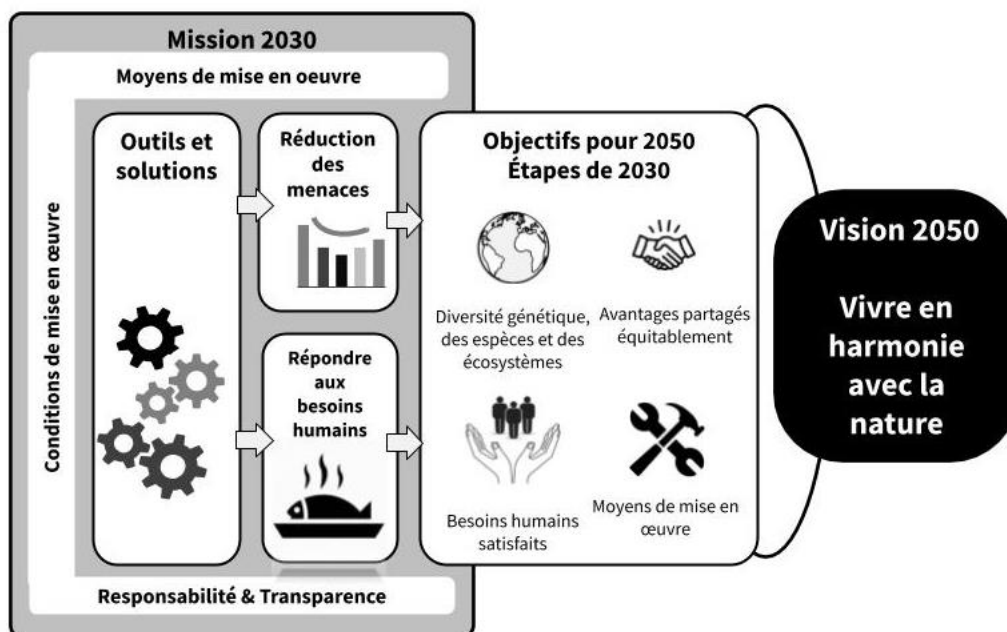 Mission 2030
Moyens de mise en oeuvre
Conditions de mise en œuvre
Outils et
solutions
Réduction
des
menaces
Répondre
aux
besoins
humains
Objectifs pour 2050
Étapes de 2030
Diversité génétique,
des espèces et des
écosystèmes
Avantages partagés
équitablement
Besoins humains
satisfaits
Moyens de mise en
œuvre
Vision 2050
Vivre en
harmonie
avec la
nature
Responsabilité & Transparence